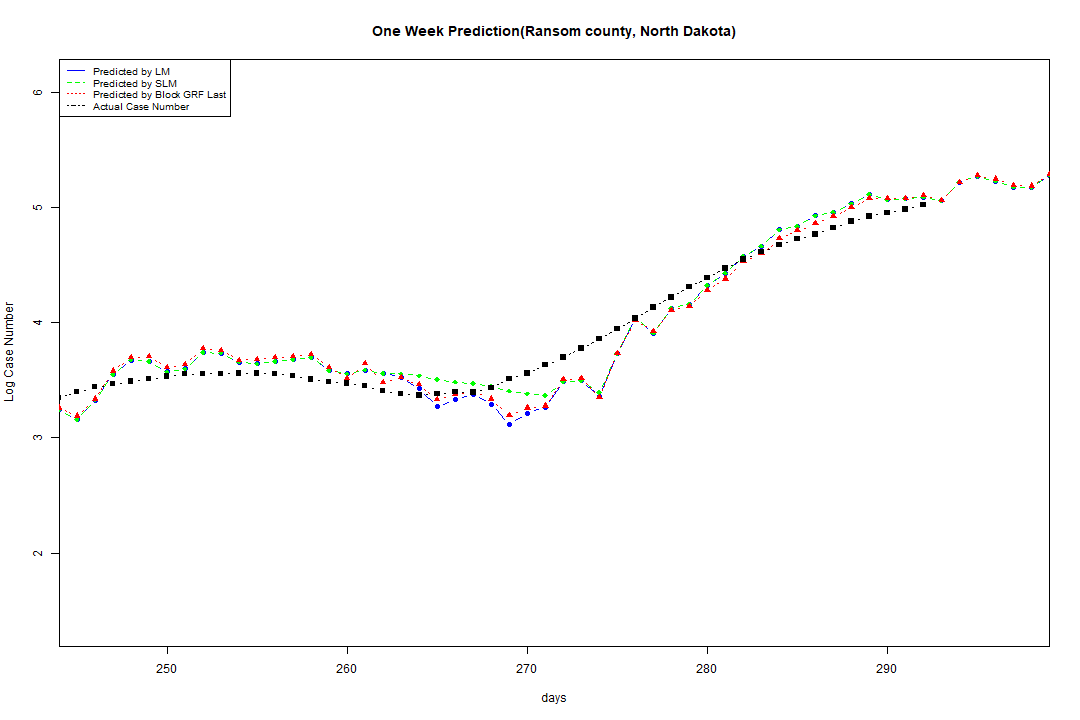 One Week Prediction(Ransom county, North Dakota)
Predicted by LM
Predicted by SLM
Predicted by Block GRF Last
Actual Case Number
6
5
4
3
2
Log Case Number
250 260 270 280 290
days